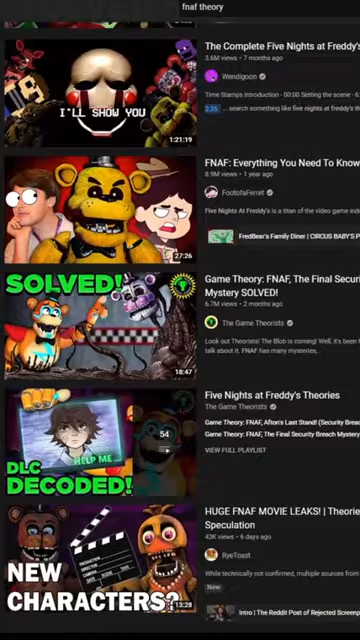 fnaf theory
I'LL SHOW YOU
1:21:19
The Complete Five Nights at Freddy's
3.6M views • 7 months ago
Wendigoon
Time Stamps Introduction - 00:00 Setting the scene - 6:
2:35 ... search something like five nights at freddy's th
27:26
FNAF: Everything You Need To Know
8.9M views • 1 year ago
FootofaFerret
Five Nights At Freddy's is a titan of the video game indu
FredBear's Family Diner | CIRCUS BABY'S P
SOLVED!
18:47
Game Theory: FNAF, The Final Securi
Mystery SOLVED!
6.7M views • 2 months ago
The Game Theorists
Look out Theorists! The Blob is coming! Well, it's been
talk about it. FNAF has many mysteries,..
HELP ME
DLC
DECODED!
54
Five Nights at Freddy's Theories
The Game Theorists
Game Theory: FNAF, Afton's Last Stand! (Security Breac
Game Theory: FNAF, The Final Security Breach Mystery
VIEW FULL PLAYLIST
NEW
CHARACTERS?
13:28
HUGE FNAF MOVIE LEAKS! | Theorie
Speculation
43K views • 6 days ago
RyeToast
While technically not confirmed, multiple sources from
New
Intro | The Reddit Post of Rejected Screenp